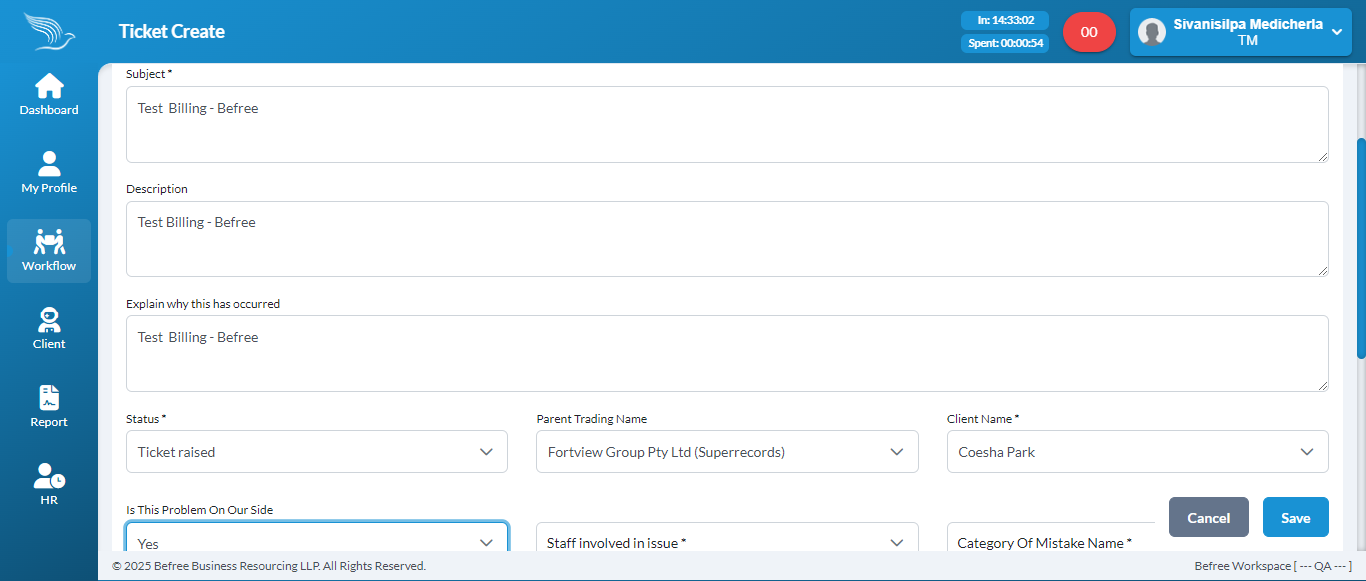 Ticket Create
In: 14:33:02
Spent: 00:00:54
00
Sivanisilpa Medicherla
TM
Dashboard
My Profile
Workflow
Client
Report
HR
Subject *
Test  Billing - Befree
Description
Test Billing - Befree
Explain why this has occurred
Test  Billing - Befree
Status * Parent Trading Name Client Name *
Ticket raised Fortview Group Pty Ltd (Superrecords) Coesha Park
Is This Problem On Our Side
Cancel Save
Yes Staff involved in issue * Category Of Mistake Name *
© 2025 Befree Business Resourcing LLP. All Rights Reserved. Befree Workspace [ --- QA --- ]